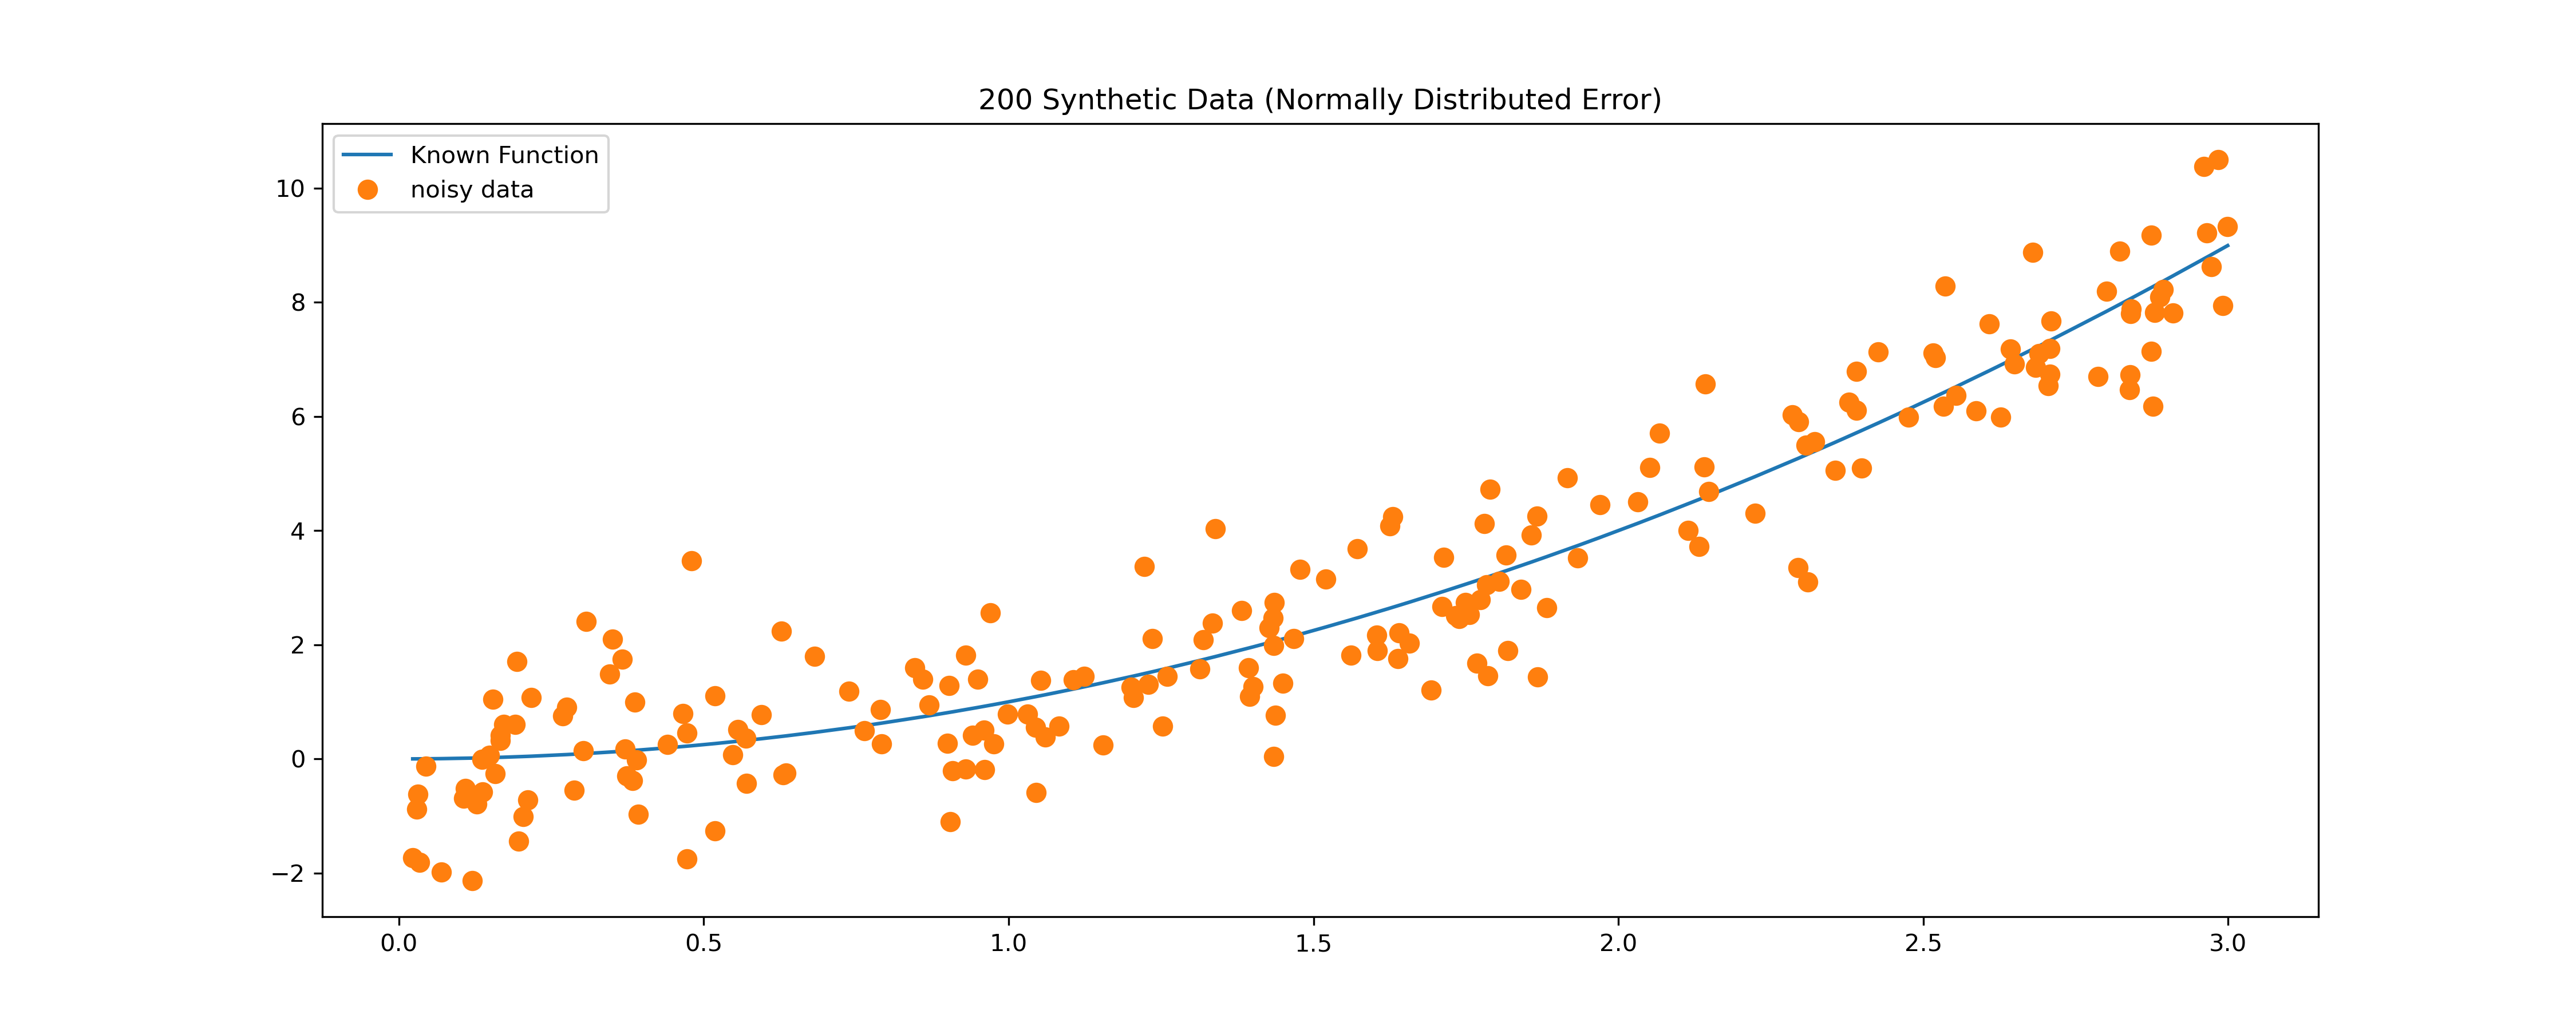 200 Synthetic Data (Normally Distributed Error)
Known Function
noisy data
10
8
6
4
2
0
−2
0.0 0.5 1.0 1.5 2.0 2.5 3.0